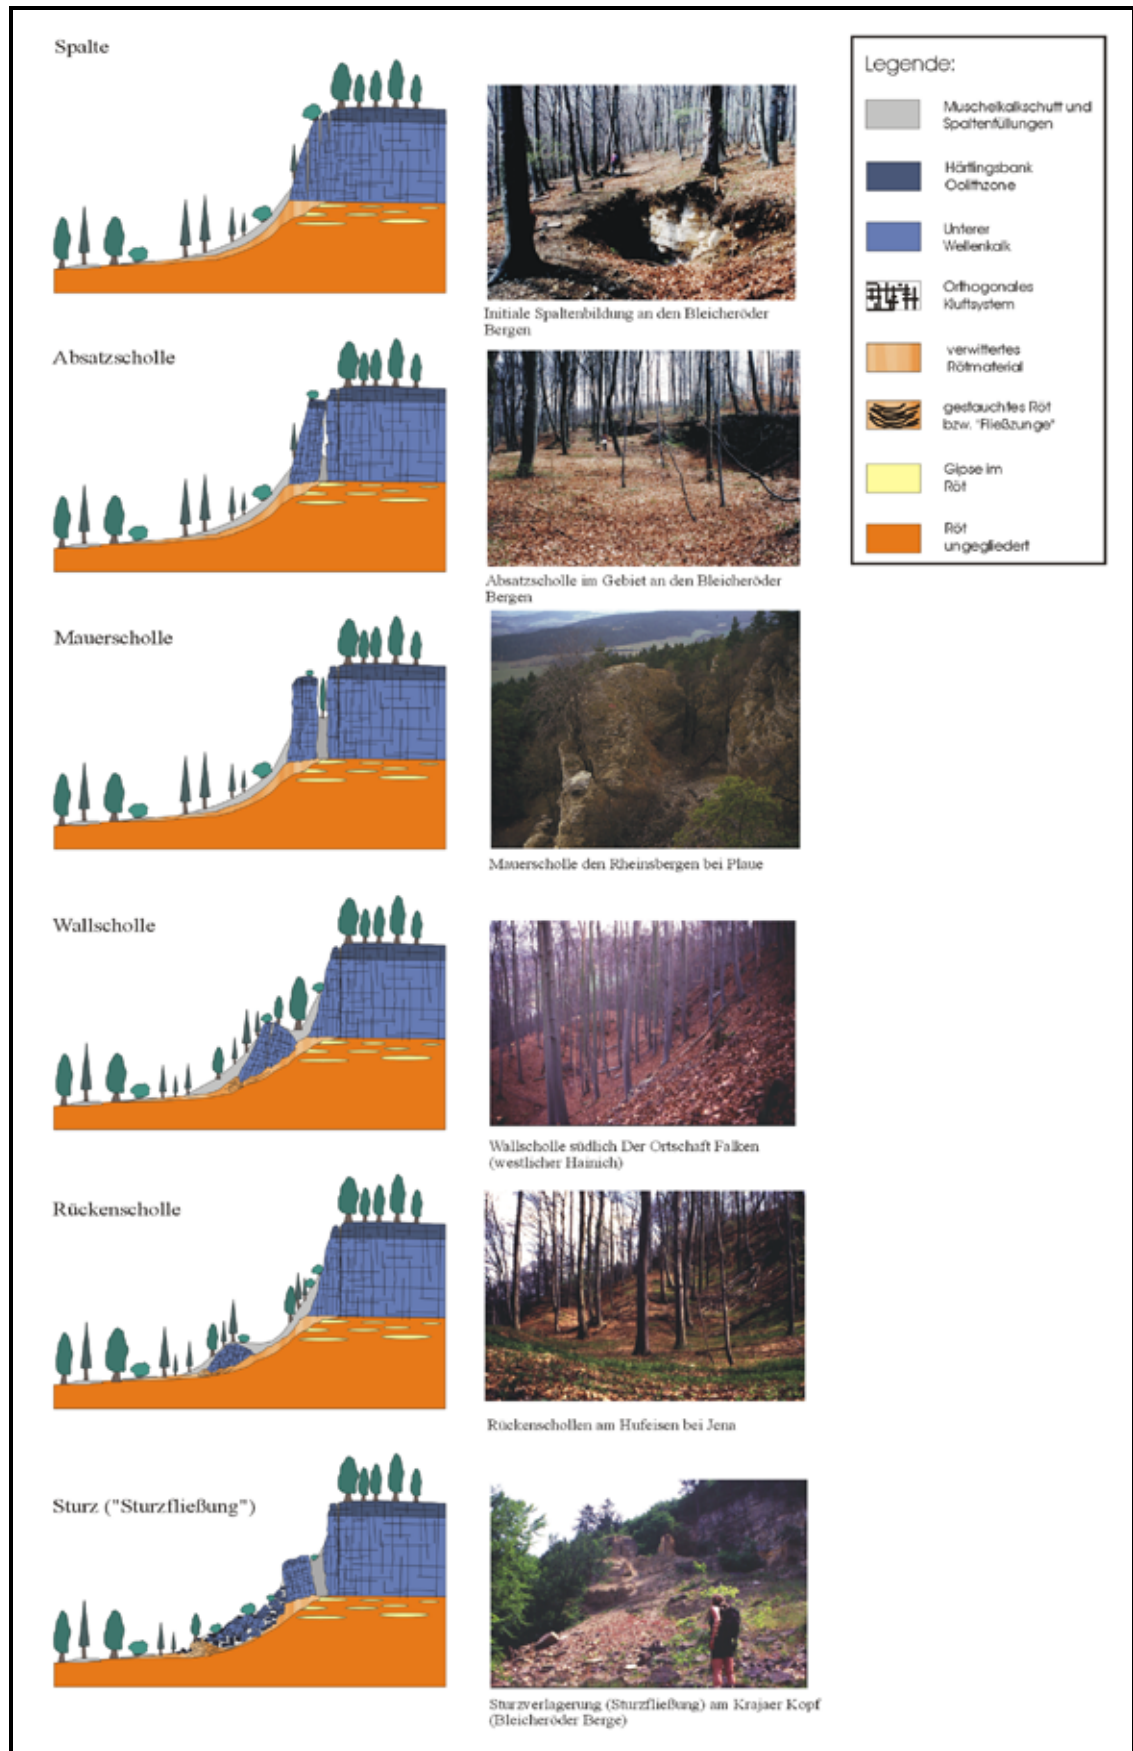 Spalte
Initiale Spaltenbildung an den Bleicheröder
Bergen
Legende:
Muschelkalkschutt und
Spaltenfüllungen
Härtlingsbank
Oolithzone
Unterer
Wellenkalk
Orthogonales
Kluftsystem
verwittertes
Rötmaterial
gestauchtes Röt
bzw. "Fließzunge"
Gipse im
Röt
Röt
ungegliedert
Absatzscholle
Absatzscholle im Gebiet an den Bleicheröder
Bergen
Mauerscholle
Mauerscholle den Rheinsbergen bei Plaue
Wallscholle
Wallscholle südlich Der Ortschaft Falken
(westlicher Hainich)
Rückenscholle
Rückenschollen am Hufeisen bei Jena
Sturz ("Sturzfließung")
Sturzverlagerung (Sturzfließung) am Krajaer Kopf
(Bleicheröder Berge)